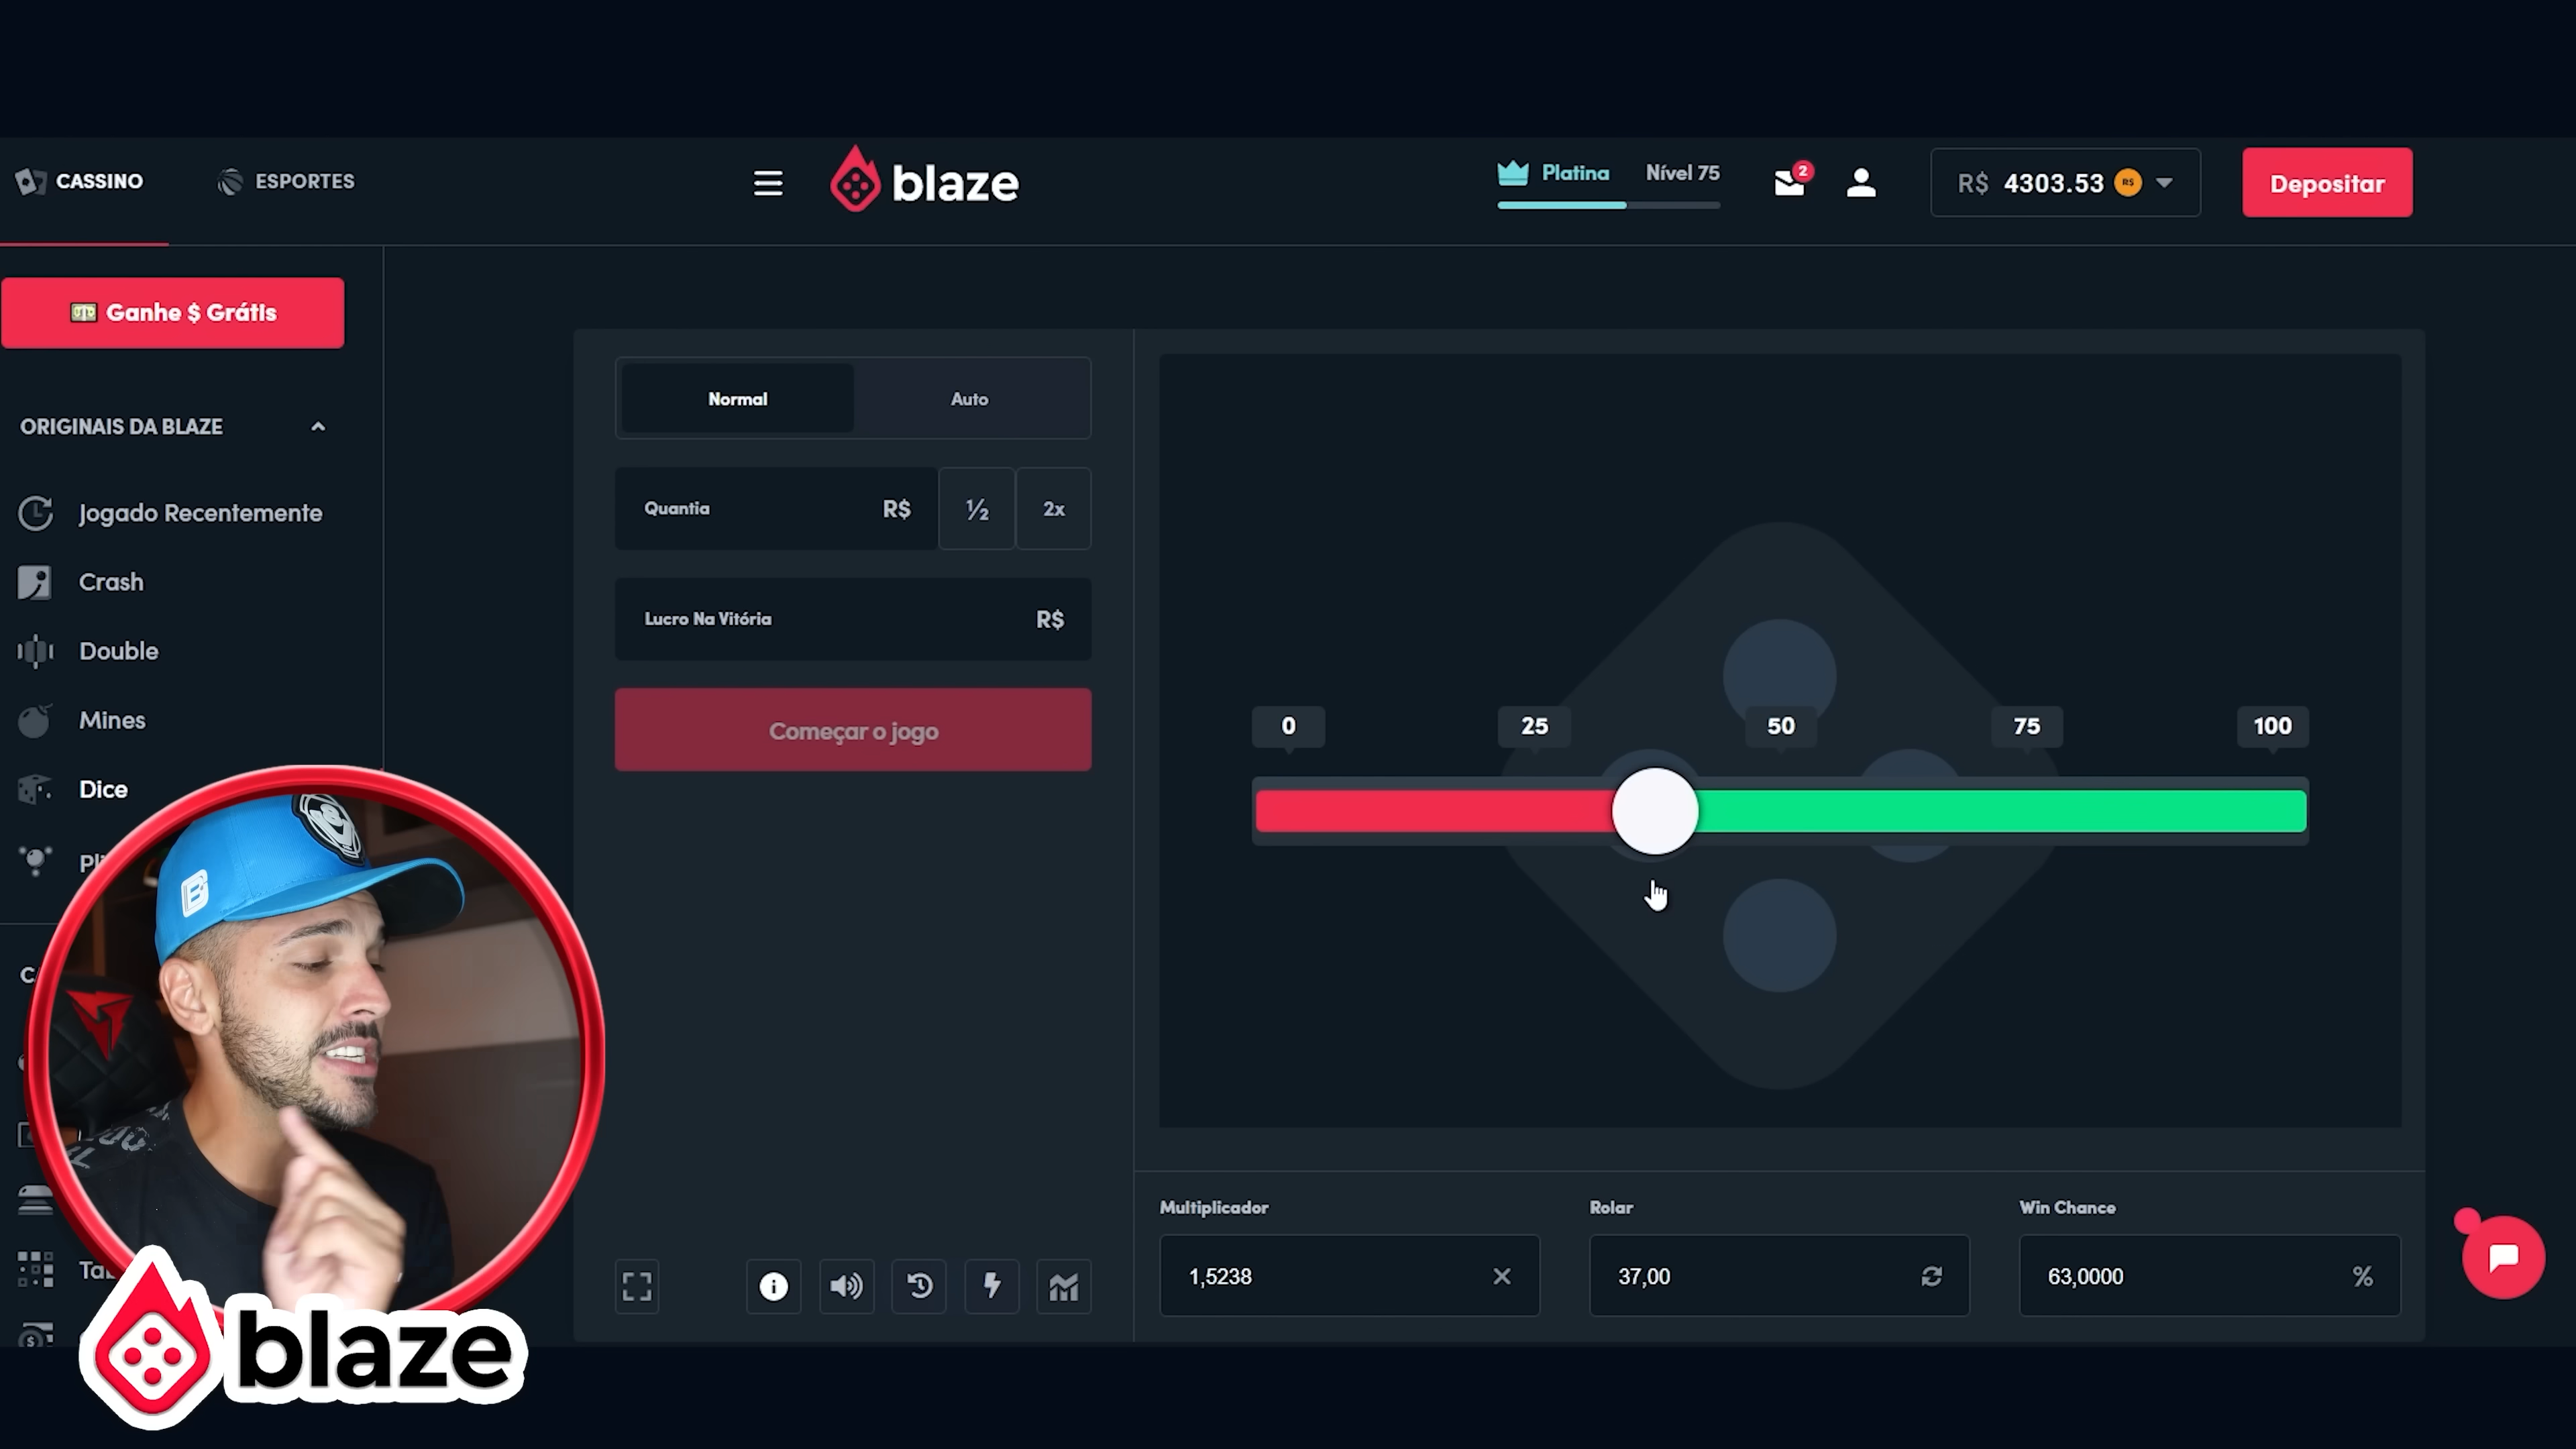 CASSINO
ESPORTES
blaze
Platina
Nível 75
2
R$ 4303.53 R$
Depositar
Ganhe $ Grátis
ORIGINAIS DA BLAZE
Jogado Recentemente
Crash
Double
Mines
Dice
Normal
Auto
Quantia R$ ½ 2x
Lucro Na Vitória R$
Começar o jogo
0 25 50 75 100
Multiplicador
1,5238
Rolar
37,00
Win Chance
63,0000 %
B
blaze